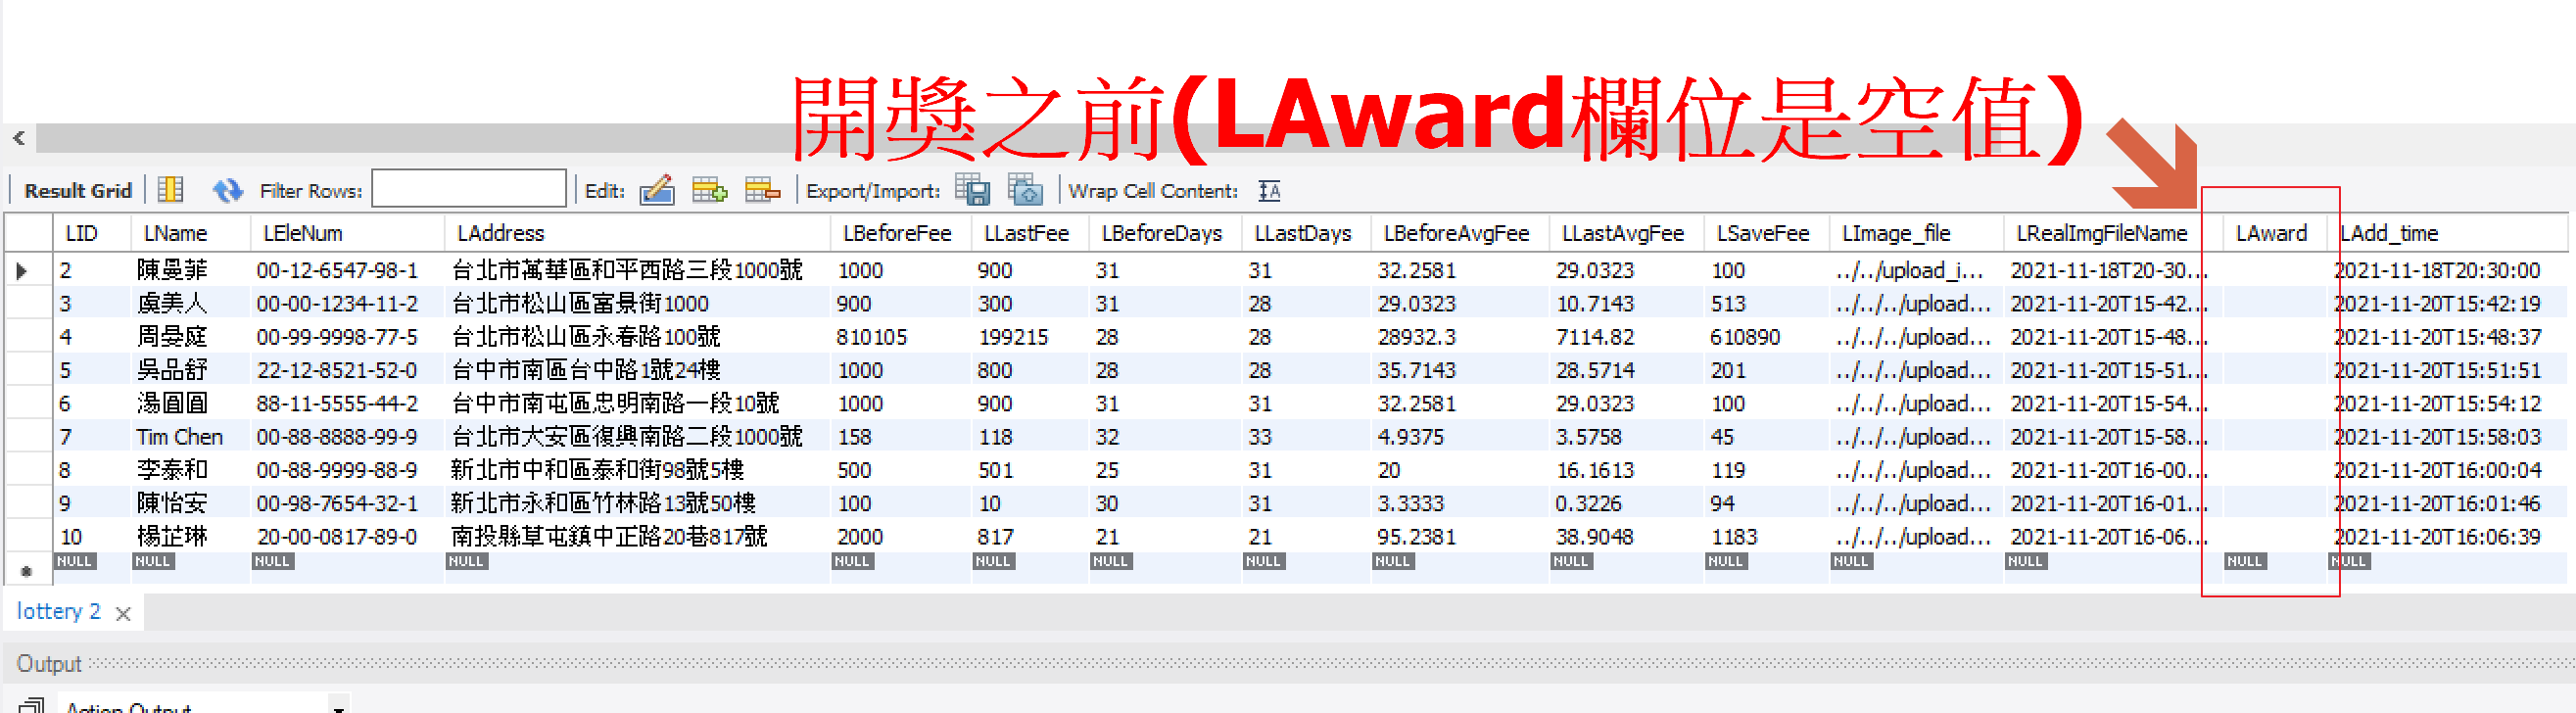 開獎之前(LAward欄位是空值)
Result Grid Filter Rows: Edit: Export/Import: Wrap Cell Content:
LID LName LEleNum LAddress LBeforeFee LLastFee LBeforeDays LLastDays LBeforeAvgFee LLastAvgFee LSaveFee LImage_file LRealImgFileName LAward LAdd_time
2 陳曼菲 00-12-6547-98-1 台北市萬華區和平西路三段1000號 1000 900 31 31 32.2581 29.0323 100 ../../upload_i... 2021-11-18T20-30... 2021-11-18T20:30:00
3 虞美人 00-00-1234-11-2 台北市松山區富景街1000 900 300 31 28 29.0323 10.7143 513 ../../../upload... 2021-11-20T15-42... 2021-11-20T15:42:19
4 周晏庭 00-99-9998-77-5 台北市松山區永春路100號 810105 199215 28 28 28932.3 7114.82 610890 ../../../upload... 2021-11-20T15-48... 2021-11-20T15:48:37
5 吳品舒 22-12-8521-52-0 台中市南區台中路1號24樓 1000 800 28 28 35.7143 28.5714 201 ../../../upload... 2021-11-20T15-51... 2021-11-20T15:51:51
6 湯圓圓 88-11-5555-44-2 台中市南屯區忠明南路一段10號 1000 900 31 31 32.2581 29.0323 100 ../../../upload... 2021-11-20T15-54... 2021-11-20T15:54:12
7 Tim Chen 00-88-8888-99-9 台北市大安區復興南路二段1000號 158 118 32 33 4.9375 3.5758 45 ../../../upload... 2021-11-20T15-58... 2021-11-20T15:58:03
8 李泰和 00-88-9999-88-9 新北市中和區泰和街98號5樓 500 501 25 31 20 16.1613 119 ../../../upload... 2021-11-20T16-00... 2021-11-20T16:00:04
9 陳怡安 00-98-7654-32-1 新北市永和區竹林路13號50樓 100 10 30 31 3.3333 0.3226 94 ../../../upload... 2021-11-20T16-01... 2021-11-20T16:01:46
10 楊芷琳 20-00-0817-89-0 南投縣草屯鎮中正路20巷817號 2000 817 21 21 95.2381 38.9048 1183 ../../../upload... 2021-11-20T16-06... 2021-11-20T16:06:39
NULL NULL NULL NULL NULL NULL NULL NULL NULL NULL NULL NULL NULL NULL NULL
lottery 2
Output
Action Output